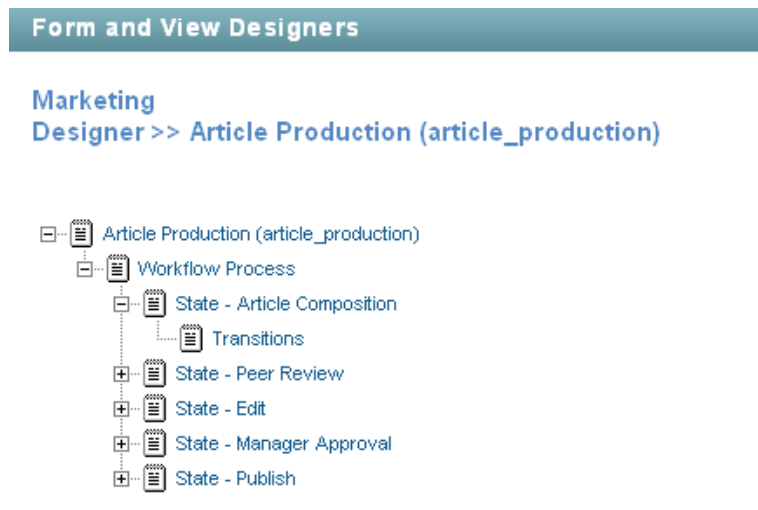 Form and View Designers
Marketing
Designer >> Article Production (article_production)
Article Production (article_production)
Workflow Process
State - Article Composition
Transitions
State - Peer Review
State - Edit
State - Manager Approval
State - Publish